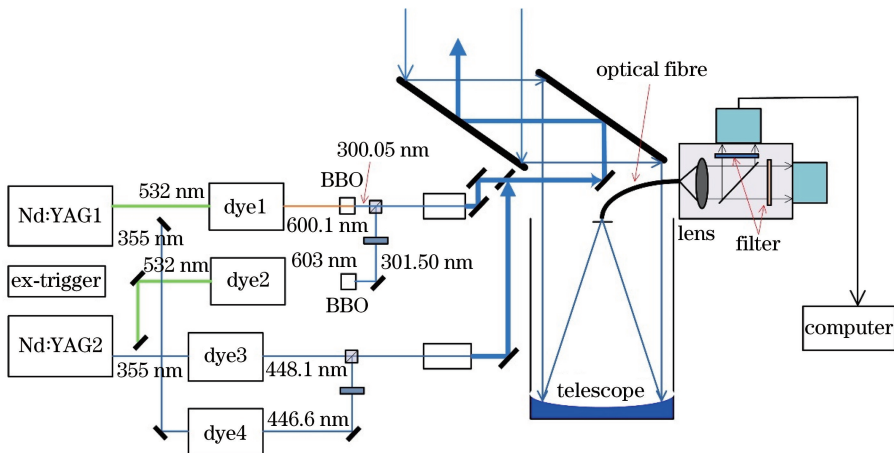 optical fibre
300.05 nm
BBO
532 nm
Nd:YAG1
dye1
600.1 nm
355 nm
lens
filter
532 nm
603 nm
301.50 nm
ex-trigger
dye2
BBO
computer
Nd:YAG2
355 nm
dye3
448.1 nm
telescope
446.6 nm
dye4